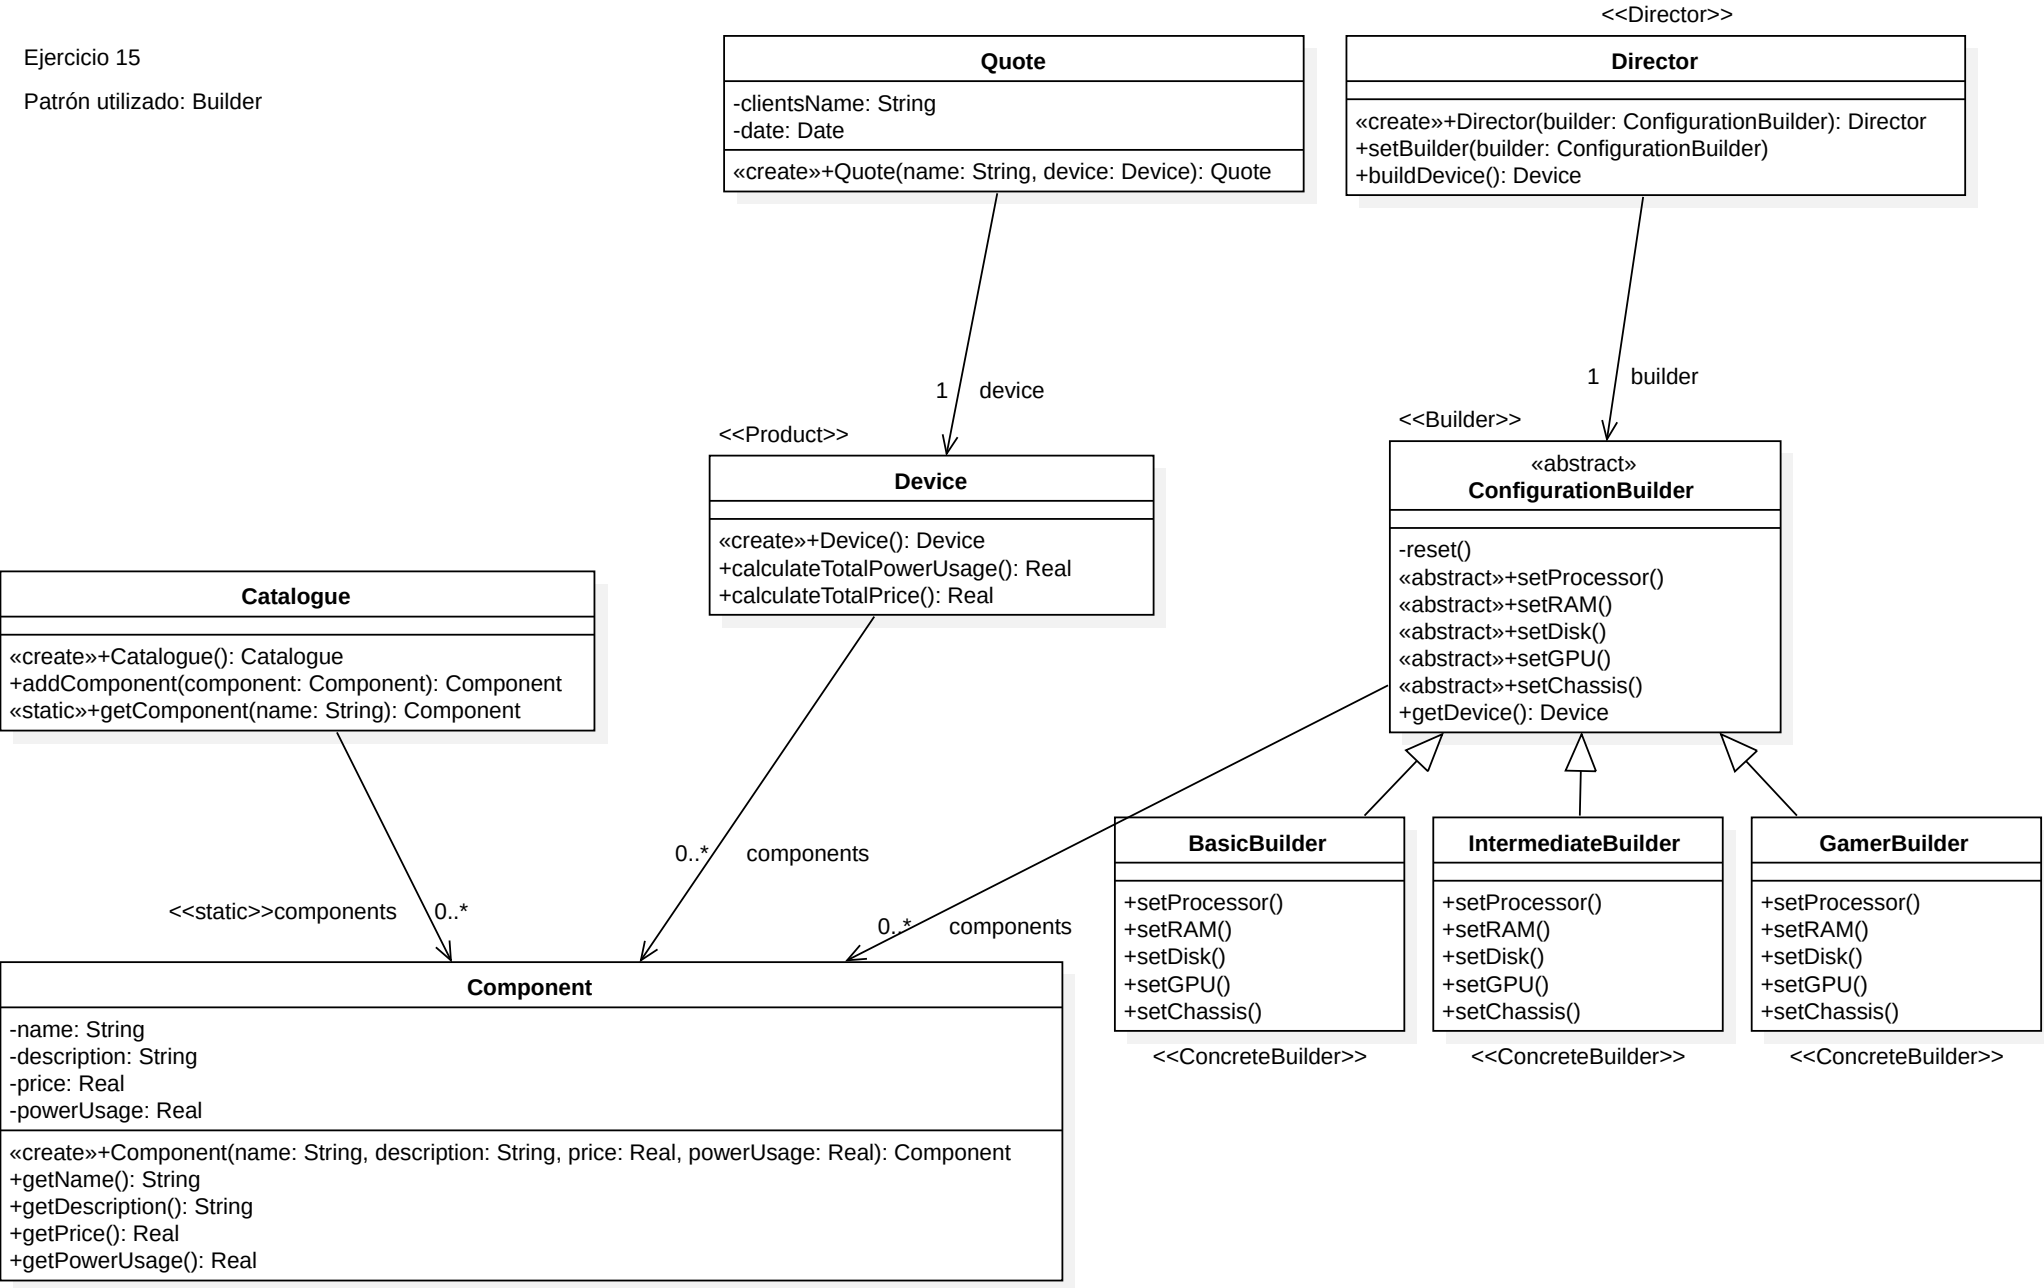 Ejercicio 15
Patrón utilizado: Builder
Quote
-clientsName: String
-date: Date
«create»+Quote(name: String, device: Device): Quote
<<Director>>
Director
«create»+Director(builder: ConfigurationBuilder): Director
+setBuilder(builder: ConfigurationBuilder)
+buildDevice(): Device
1
device
1
builder
<<Product>>
Device
«create»+Device(): Device
+calculateTotalPowerUsage(): Real
+calculateTotalPrice(): Real
<<Builder>>
«abstract»
ConfigurationBuilder
-reset()
«abstract»+setProcessor()
«abstract»+setRAM()
«abstract»+setDisk()
«abstract»+setGPU()
«abstract»+setChassis()
+getDevice(): Device
Catalogue
«create»+Catalogue(): Catalogue
+addComponent(component: Component): Component
«static»+getComponent(name: String): Component
<<static>>components
0..*
0..*
components
0..*
components
Component
-name: String
-description: String
-price: Real
-powerUsage: Real
«create»+Component(name: String, description: String, price: Real, powerUsage: Real): Component
+getName(): String
+getDescription(): String
+getPrice(): Real
+getPowerUsage(): Real
BasicBuilder
+setProcessor()
+setRAM()
+setDisk()
+setGPU()
+setChassis()
<<ConcreteBuilder>>
IntermediateBuilder
+setProcessor()
+setRAM()
+setDisk()
+setGPU()
+setChassis()
<<ConcreteBuilder>>
GamerBuilder
+setProcessor()
+setRAM()
+setDisk()
+setGPU()
+setChassis()
<<ConcreteBuilder>>